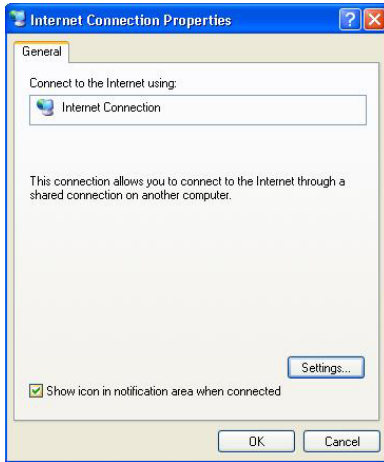 Internet Connection Properties
General
Connect to the Internet using:
Internet Connection
This connection allows you to connect to the Internet through a
shared connection on another computer.
Settings...
Show icon in notification area when connected
OK
Cancel